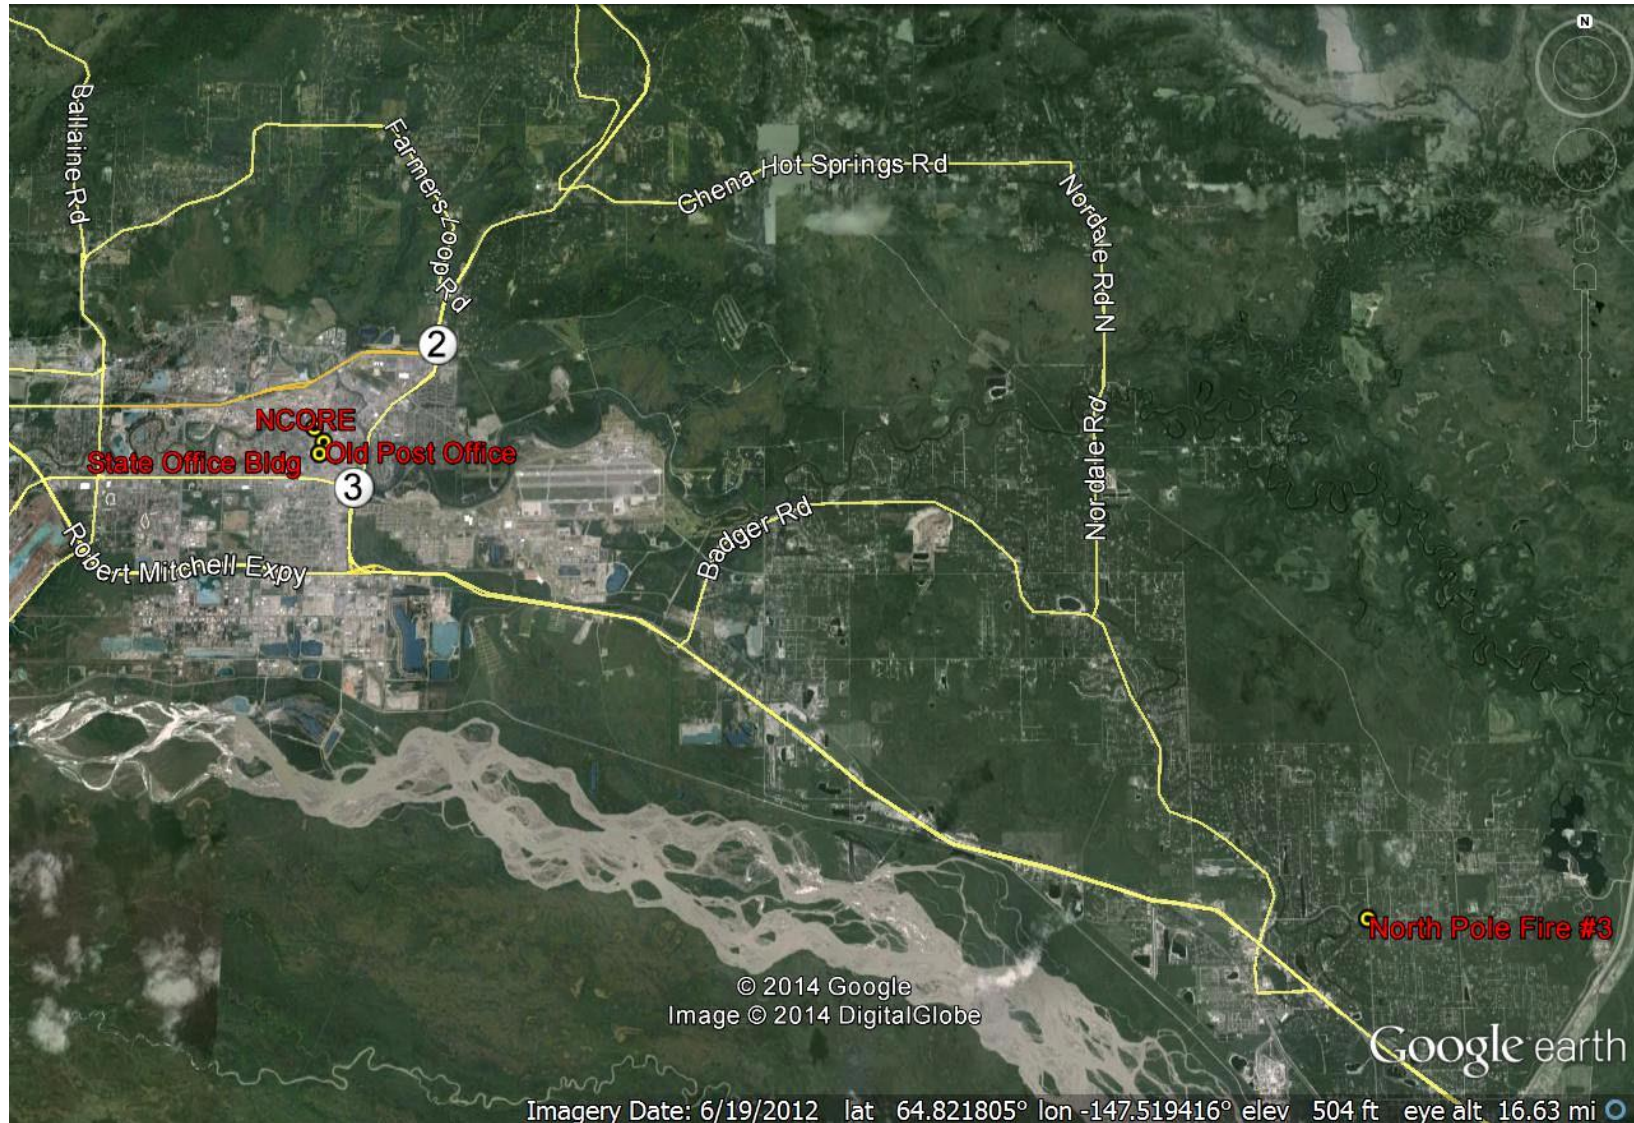 N
Ballaine Rd
Farmers Loop Rd
Chena Hot Springs Rd
Nordale Rd N
2
NCORE
Old Post Office
State Office Bldg
3
Nordale Rd
Badger Rd
Robert Mitchell Expy
North Pole Fire #3
© 2014 Google
Image © 2014 DigitalGlobe
Google earth
Imagery Date: 6/19/2012 lat 64.821805° lon -147.519416° elev 504 ft eye alt 16.63 mi